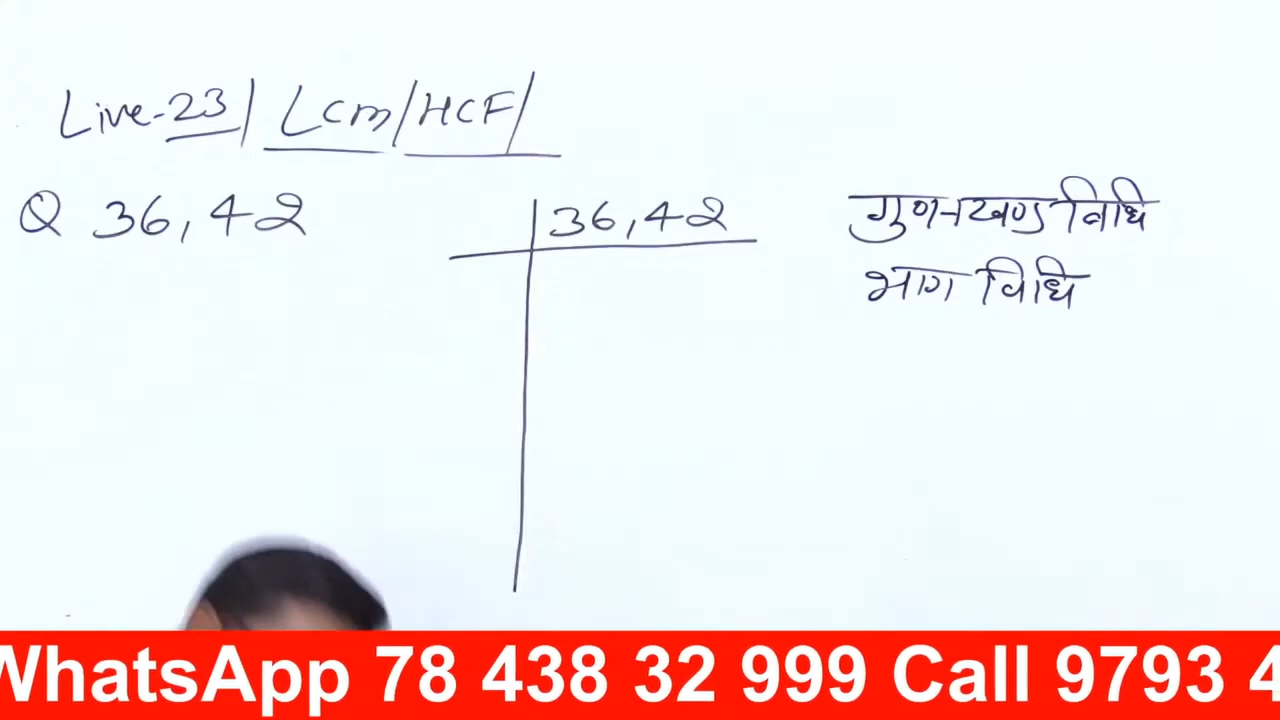 Live-23/ Lcm/HCF/
Q 36,42
36,42
गुणनखण्ड विधि
भाग विधि
WhatsApp 78 438 32 999 Call 9793 4